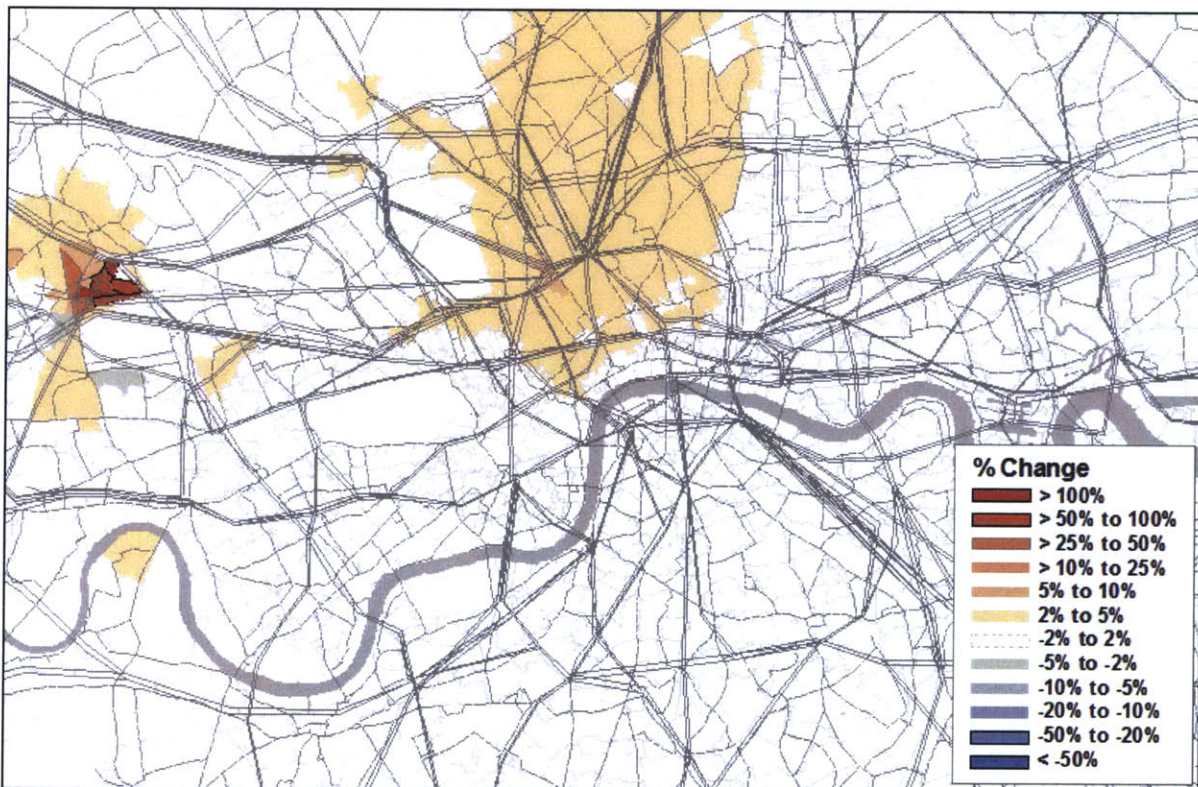 % Change
> 100%
> 50% to 100%
> 25% to 50%
> 10% to 25%
5% to 10%
2% to 5%
-2% to 2%
-5% to -2%
-10% to -5%
-20% to -10%
-50% to -20%
< -50%